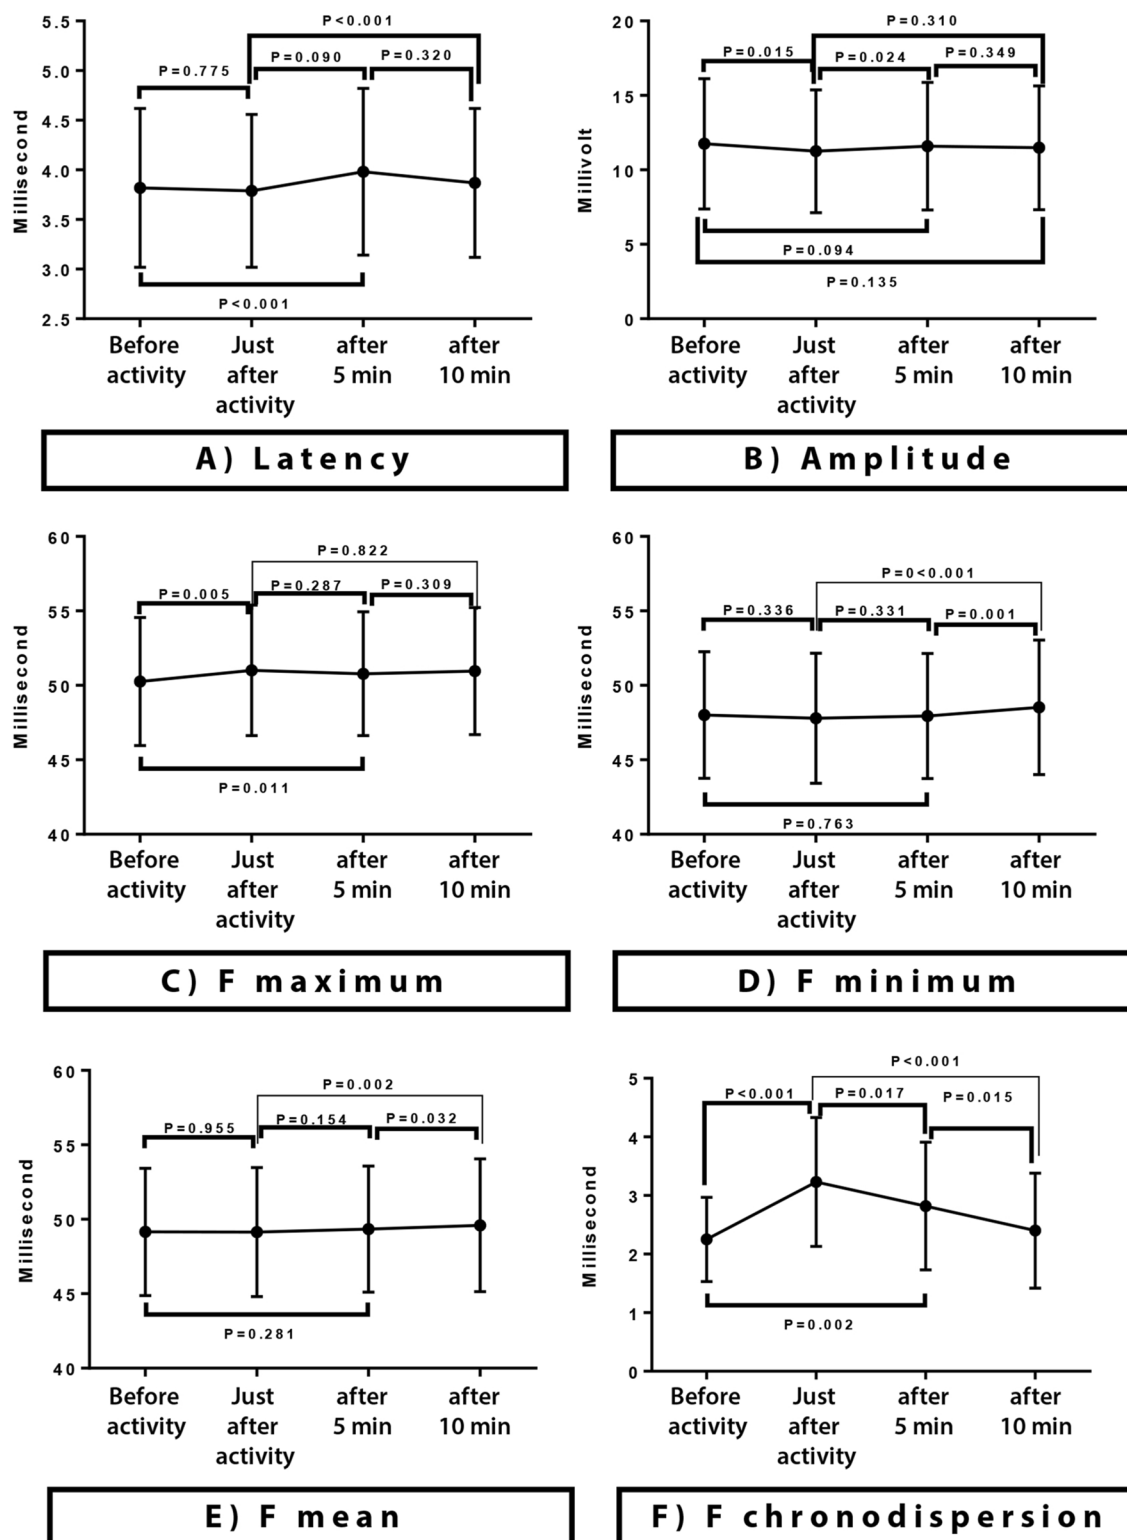 5.5
5.0
4.5
4.0
3.5
3.0
2.5
Millisecond
P<0.001
P=0.775
P=0.090
P=0.320
P<0.001
Before activity
Just after activity
after 5 min
after 10 min
A) Latency
20
15
10
5
0
Millivolt
P=0.310
P=0.015
P=0.024
P=0.349
P=0.094
P=0.135
Before activity
Just after activity
after 5 min
after 10 min
B) Amplitude
60
55
50
45
40
Millisecond
P=0.822
P=0.005
P=0.287
P=0.309
P=0.011
Before activity
Just after activity
after 5 min
after 10 min
C) F maximum
60
55
50
45
40
Millisecond
P=0<0.001
P=0.336
P=0.331
P=0.001
P=0.763
Before activity
Just after activity
after 5 min
after 10 min
D) F minimum
60
55
50
45
40
Millisecond
P=0.002
P=0.955
P=0.154
P=0.032
P=0.281
Before activity
Just after activity
after 5 min
after 10 min
E) F mean
5
4
3
2
1
0
Millisecond
P<0.001
P<0.001
P=0.017
P=0.015
P=0.002
Before activity
Just after activity
after 5 min
after 10 min
F) F chronodispersion